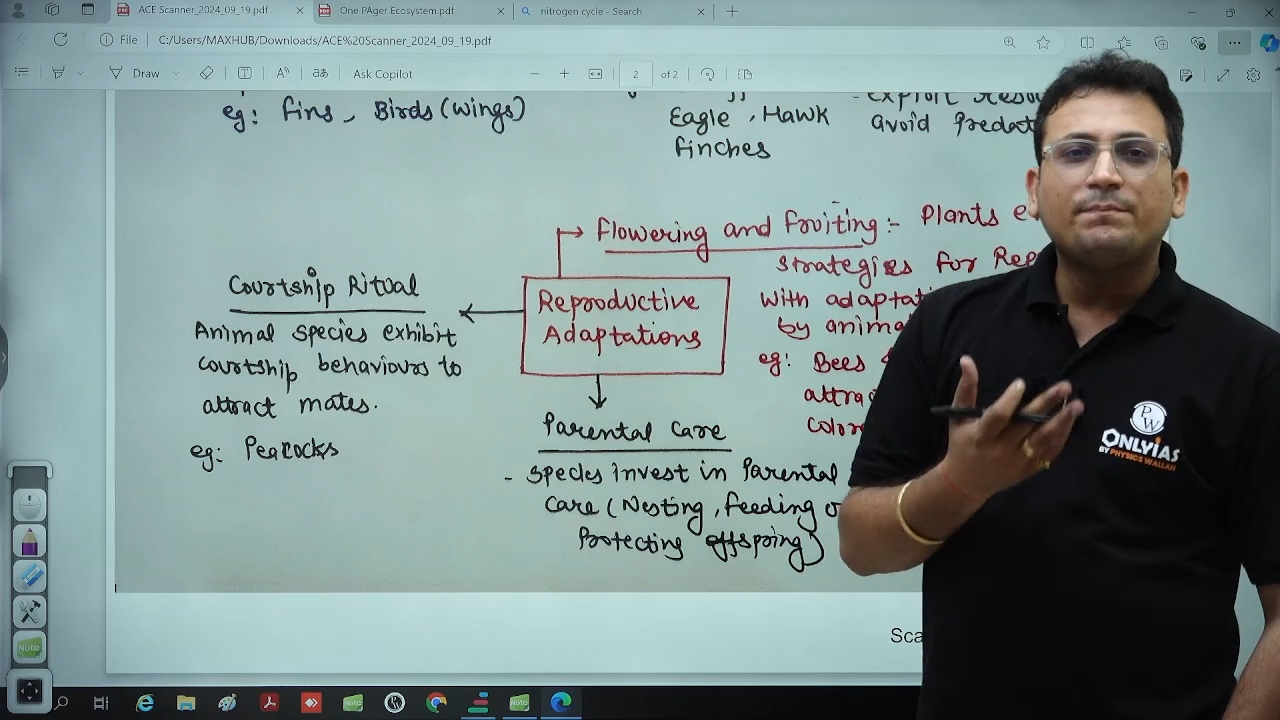 ACE Scanner_2024_09_19.pdf
One PAger Ecosystem.pdf
nitrogen cycle - Search
File
C:/Users/MAXHUB/Downloads/ACE%20Scanner_2024_09_19.pdf
Draw
Ask Copilot
2 of 2
eg: fins, Birds (wings)
Eagle, Hawk
finches
- exploit
avoid
Flowering and fruiting :- Plants
strategies for
with
by
eg: Bees
Courtship Ritual
Animal species exhibit
courtship behaviours to
attract mates.
eg: Peacocks
Reproductive
Adaptations
Parental Care
- Species invest in Parental
Care (Nesting, feeding
Protecting offspring)
PW
ONLYIAS
BY PHYSICS WALLAH
Note